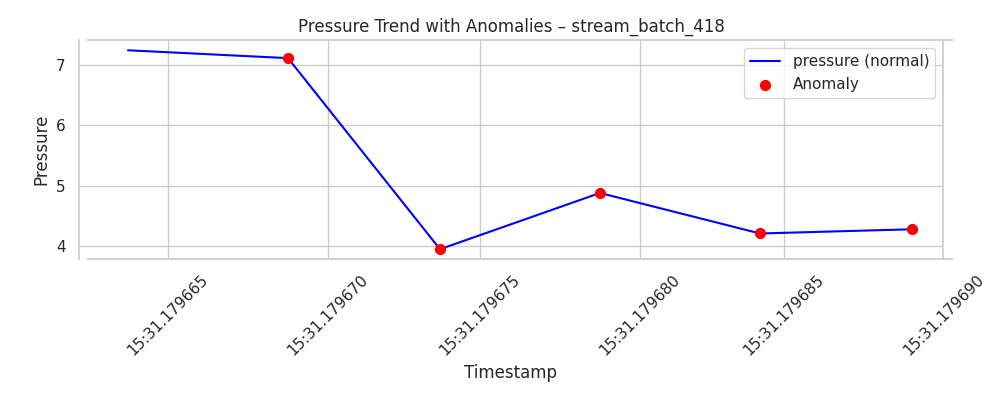 Pressure Trend with Anomalies – stream_batch_418
pressure (normal)
Anomaly
Pressure
7
6
5
4
15:31.179665
15:31.179670
15:31.179675
15:31.179680
15:31.179685
15:31.179690
Timestamp